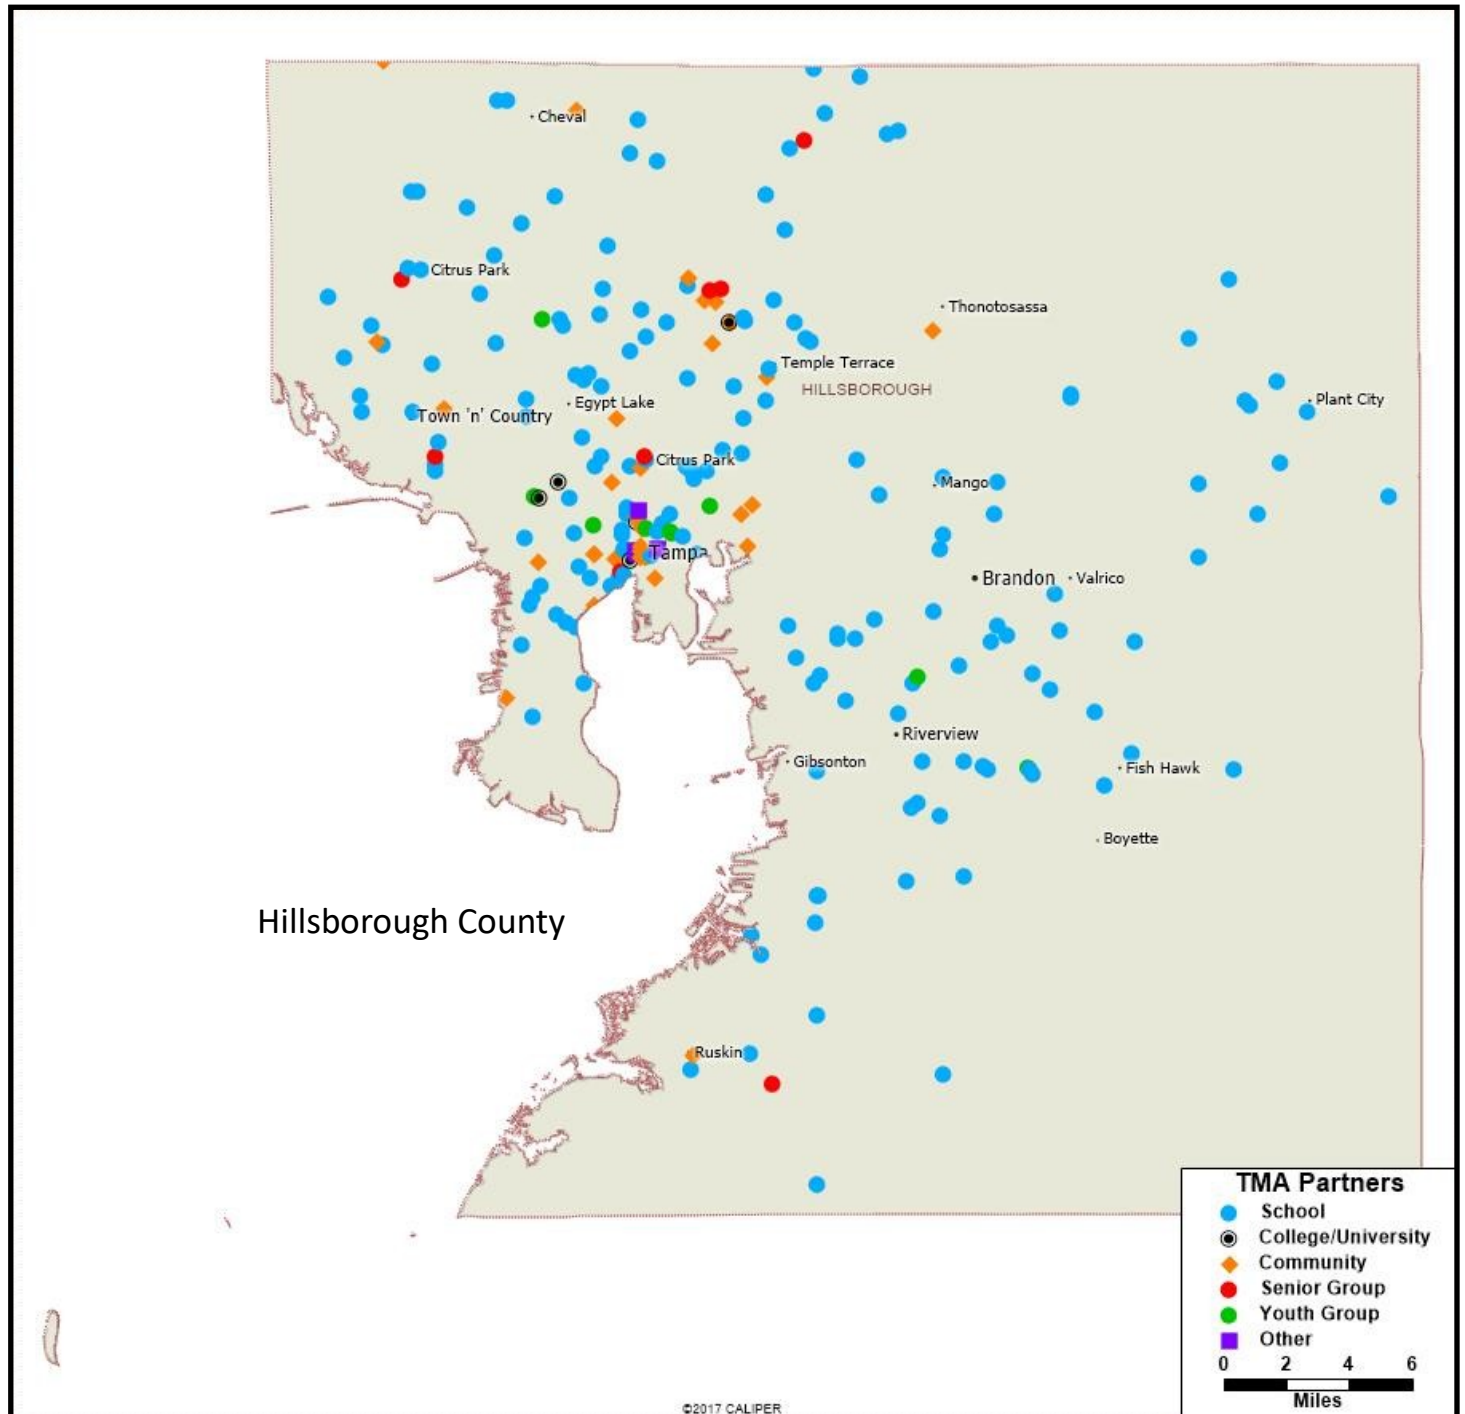 Cheval
Citrus Park
Thonotosassa
Temple Terrace
HILLSBOROUGH
Plant City
Egypt Lake
Town 'n' Country
Citrus Park
Mango
Tampa
Brandon
Valrico
Riverview
Gibsonton
Fish Hawk
Boyette
Hillsborough County
Ruskin
TMA Partners
School
College/University
Community
Senior Group
Youth Group
Other
0 2 4 6
Miles
©2017 CALIPER